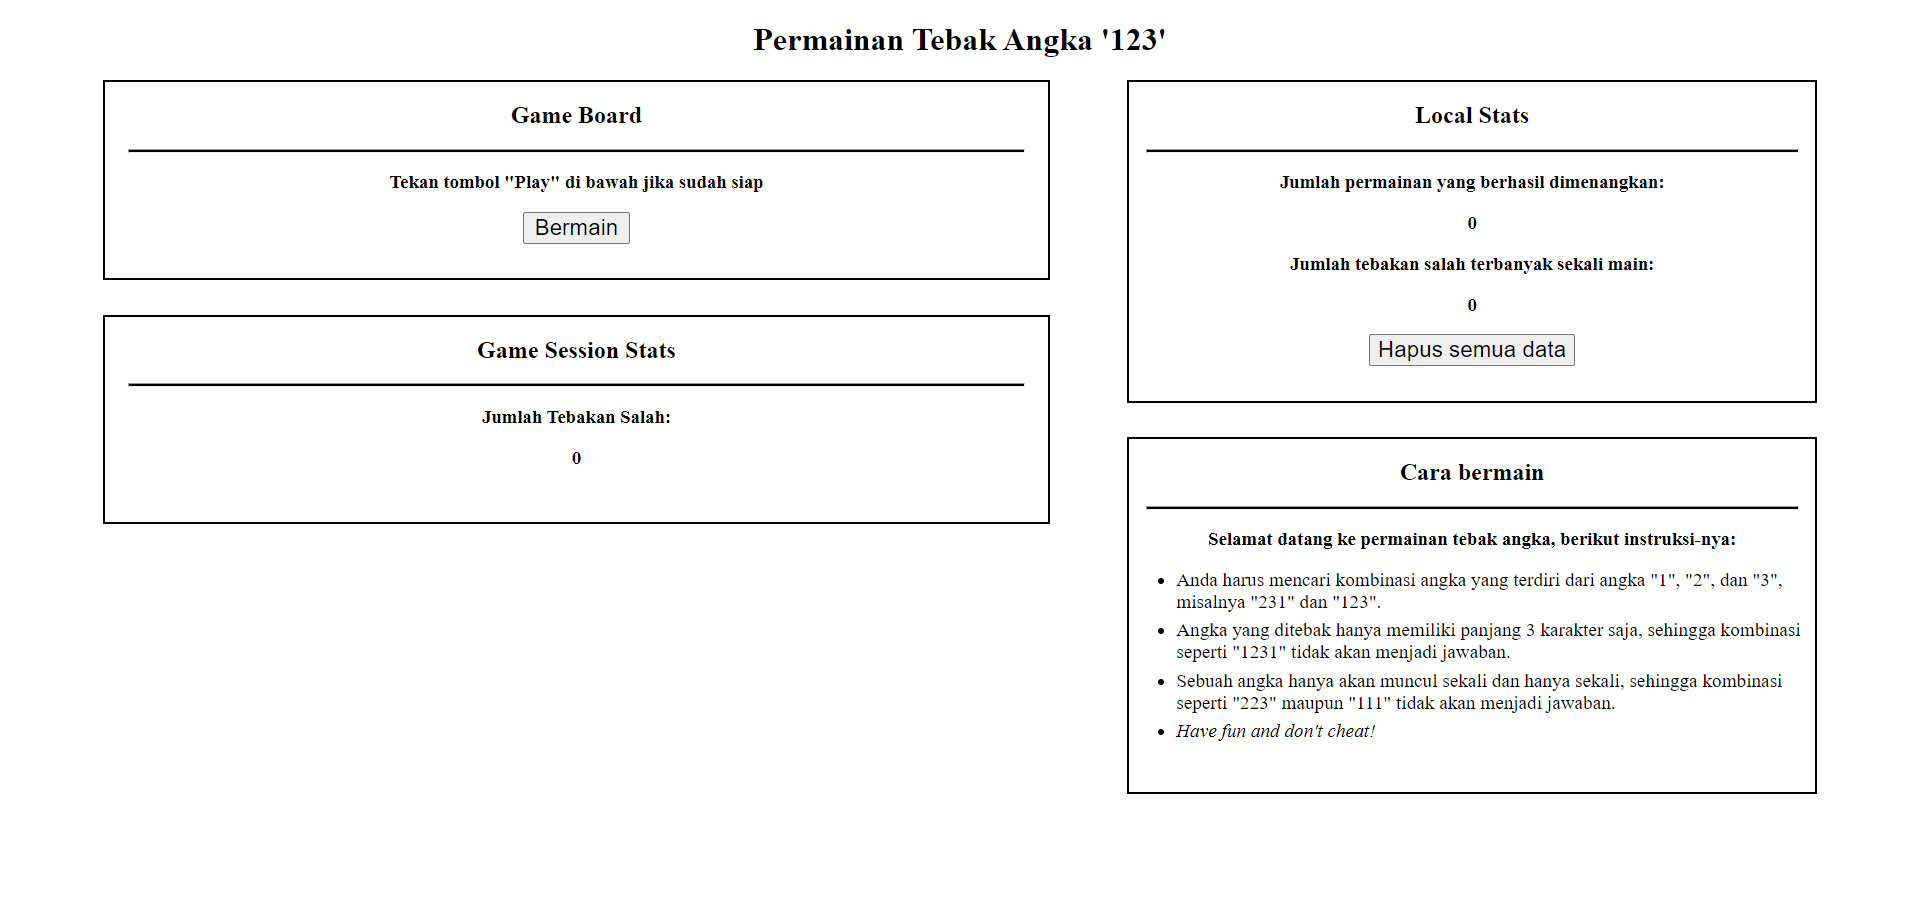 Permainan Tebak Angka '123'
Game Board
Tekan tombol "Play" di bawah jika sudah siap
Bermain
Game Session Stats
Jumlah Tebakan Salah:
0
Local Stats
Jumlah permainan yang berhasil dimenangkan:
0
Jumlah tebakan salah terbanyak sekali main:
0
Hapus semua data
Cara bermain
Selamat datang ke permainan tebak angka, berikut instruksi-nya:
• Anda harus mencari kombinasi angka yang terdiri dari angka "1", "2", dan "3",
misalnya "231" dan "123".
• Angka yang ditebak hanya memiliki panjang 3 karakter saja, sehingga kombinasi
seperti "1231" tidak akan menjadi jawaban.
• Sebuah angka hanya akan muncul sekali dan hanya sekali, sehingga kombinasi
seperti "223" maupun "111" tidak akan menjadi jawaban.
• Have fun and don't cheat!